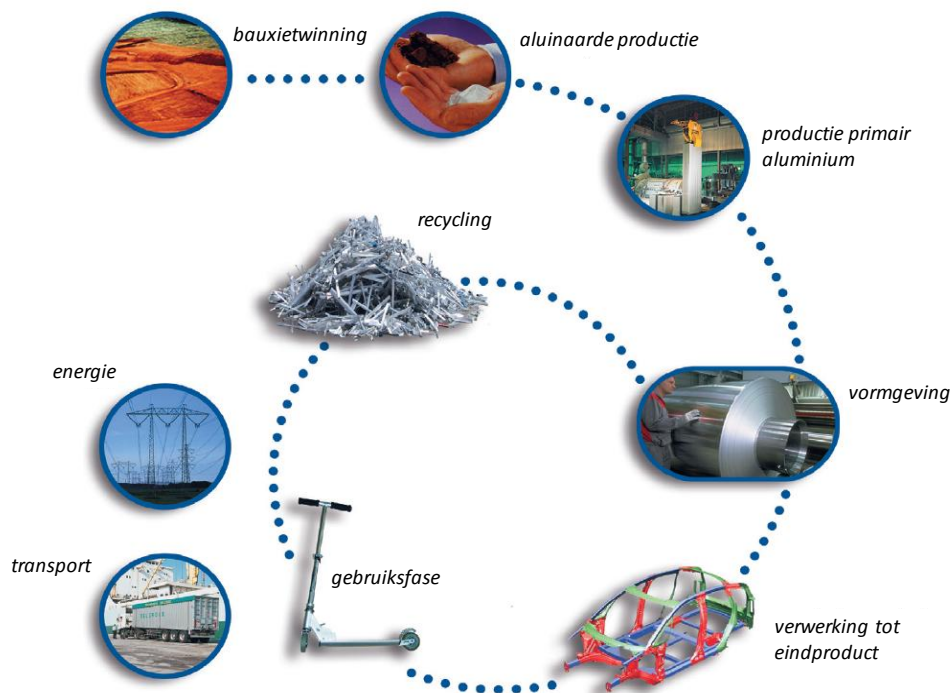 bauxietwinning
aluinaarde productie
productie primair
aluminium
recycling
energie
vormgeving
transport
gebruiksfase
verwerking tot
eindproduct